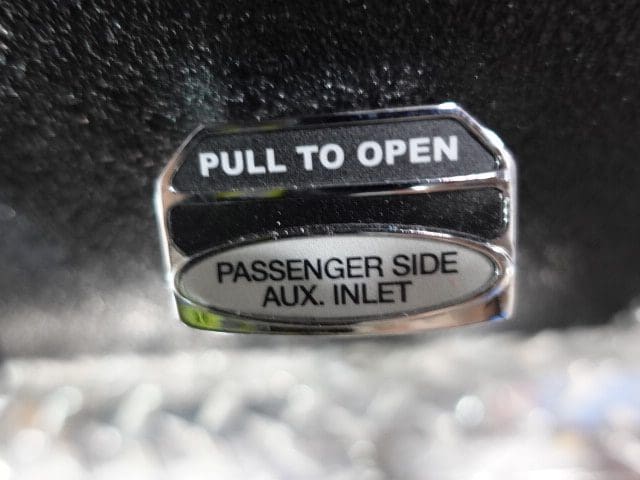 PULL TO OPEN
PASSENGER SIDE
AUX. INLET